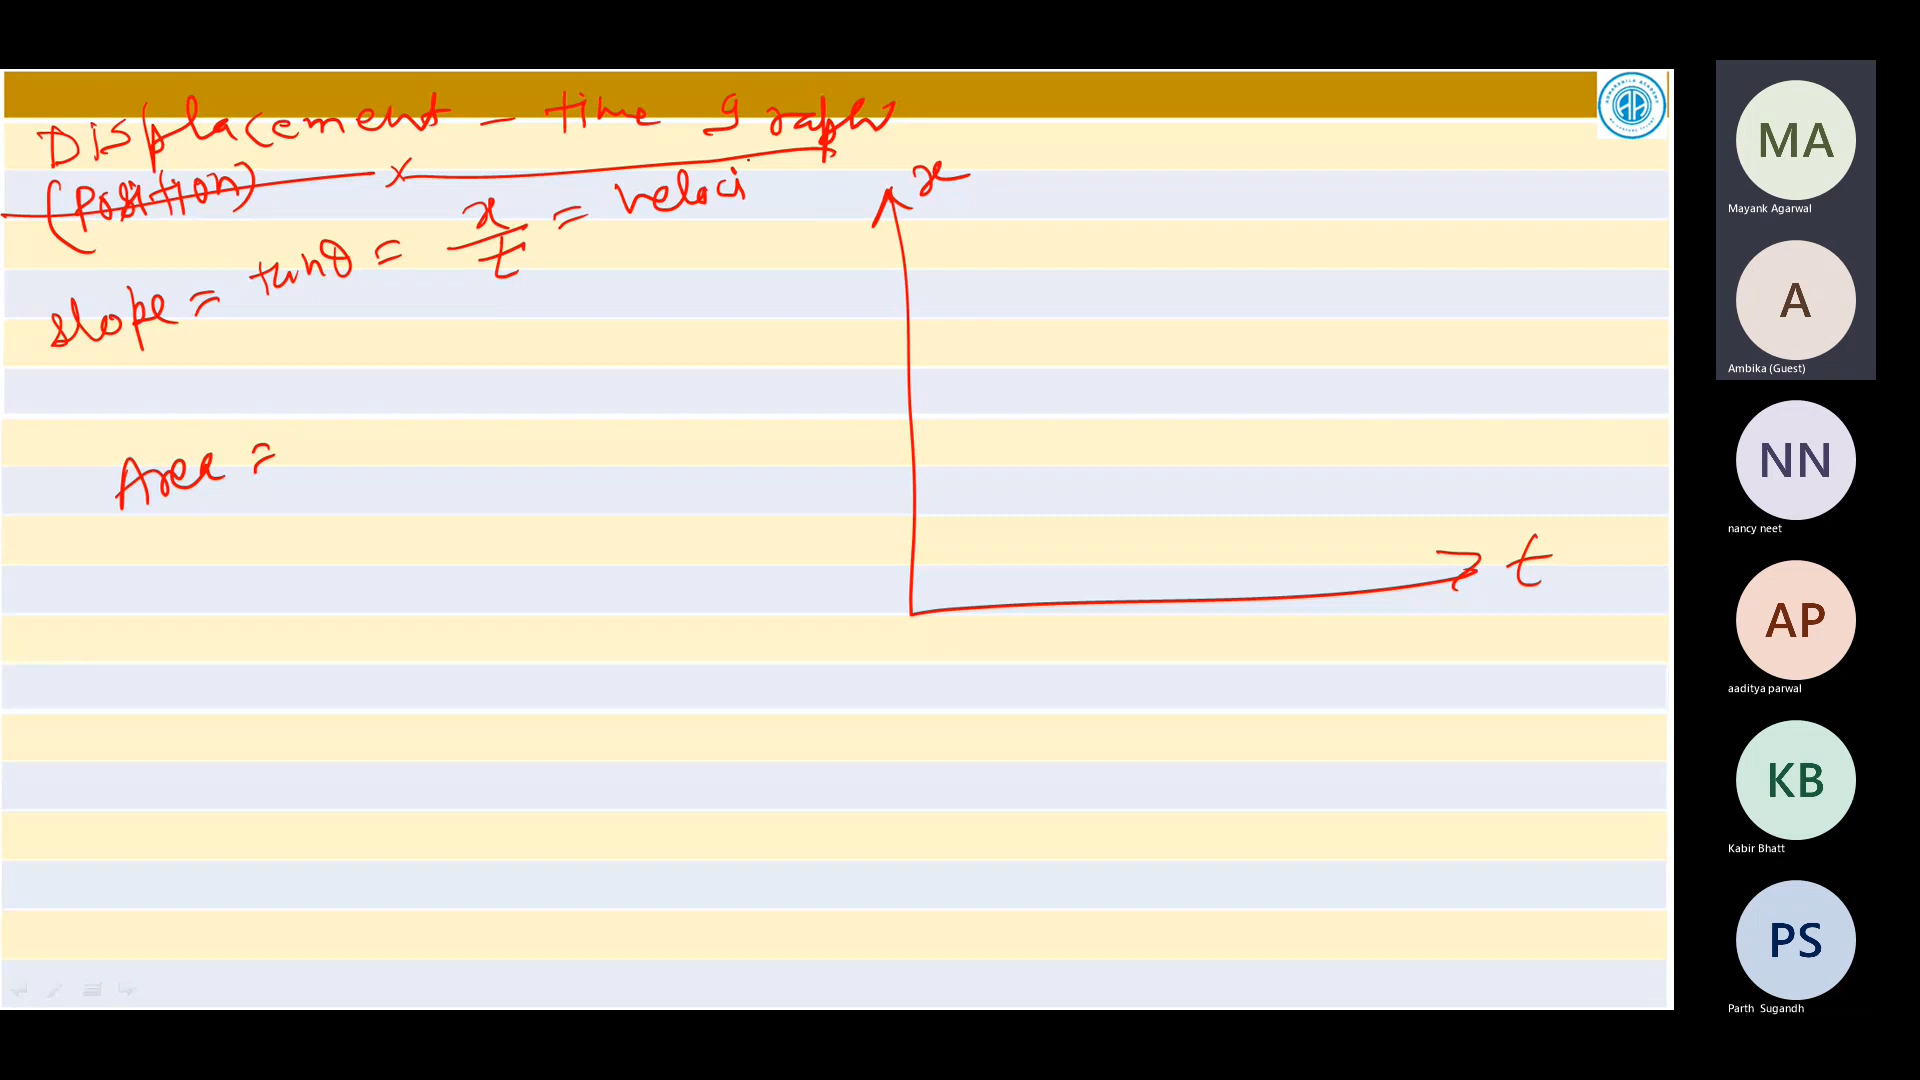 Displacement - time graph
(Position)
x
slope = tanθ = x/t = veloci
Area =
t
MA
Mayank Agarwal
A
Ambika (Guest)
NN
nancy neet
AP
aaditya parwal
KB
Kabir Bhatt
PS
Parth Sugandh